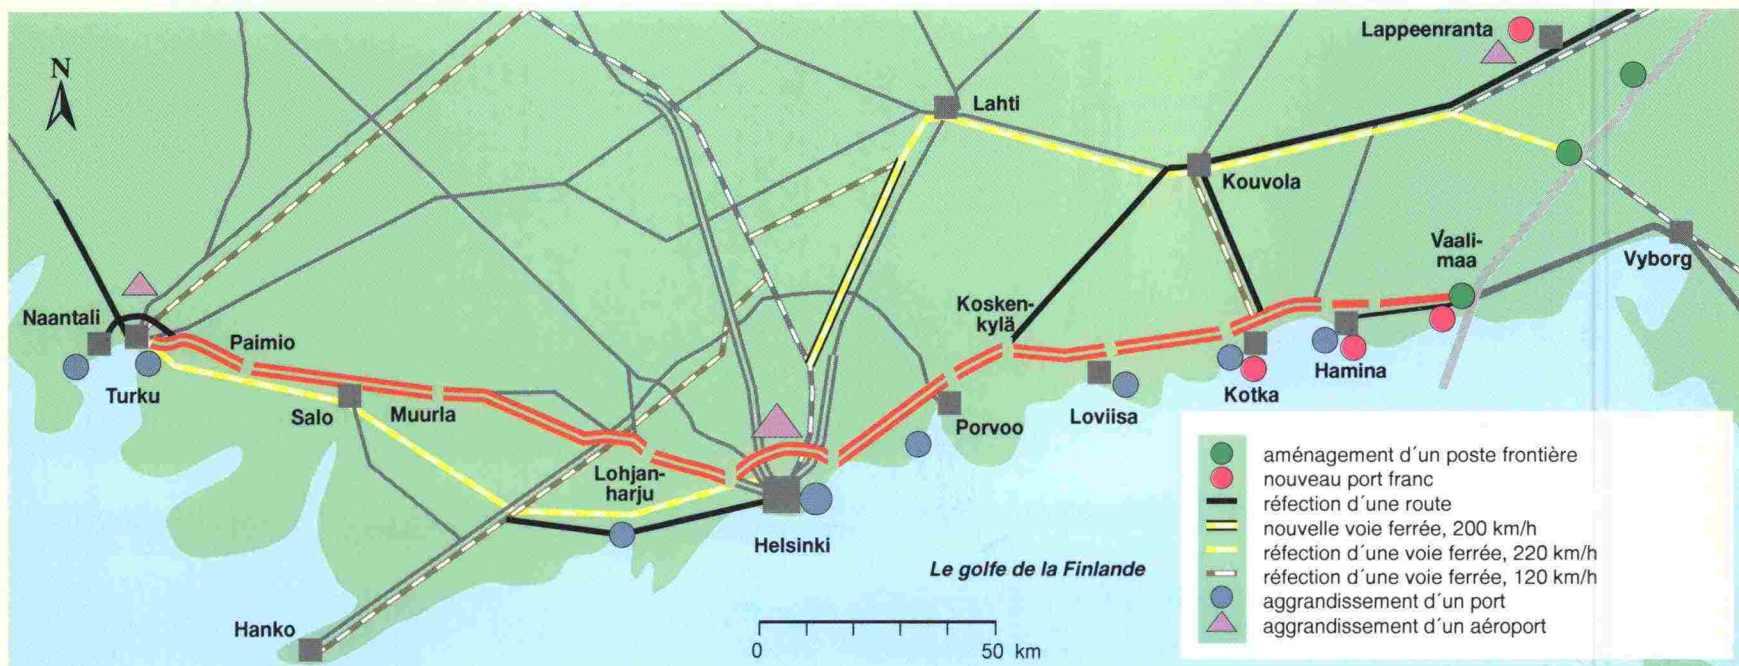 N
Lappeenranta
Lahti
Kouvola
Vaali-
maa
Vyborg
Naantali
Turku
Paimio
Salo
Muurla
Lohjan-
harju
Helsinki
Hanko
Porvoo
Kosken-
kylä
Loviisa
Kotka
Hamina
Le golfe de la Finlande
0 50 km
aménagement d´un poste frontière
nouveau port franc
réfection d´une route
nouvelle voie ferrée, 200 km/h
réfection d´une voie ferrée, 220 km/h
réfection d´une voie ferrée, 120 km/h
aggrandissement d´un port
aggrandissement d´un aéroport